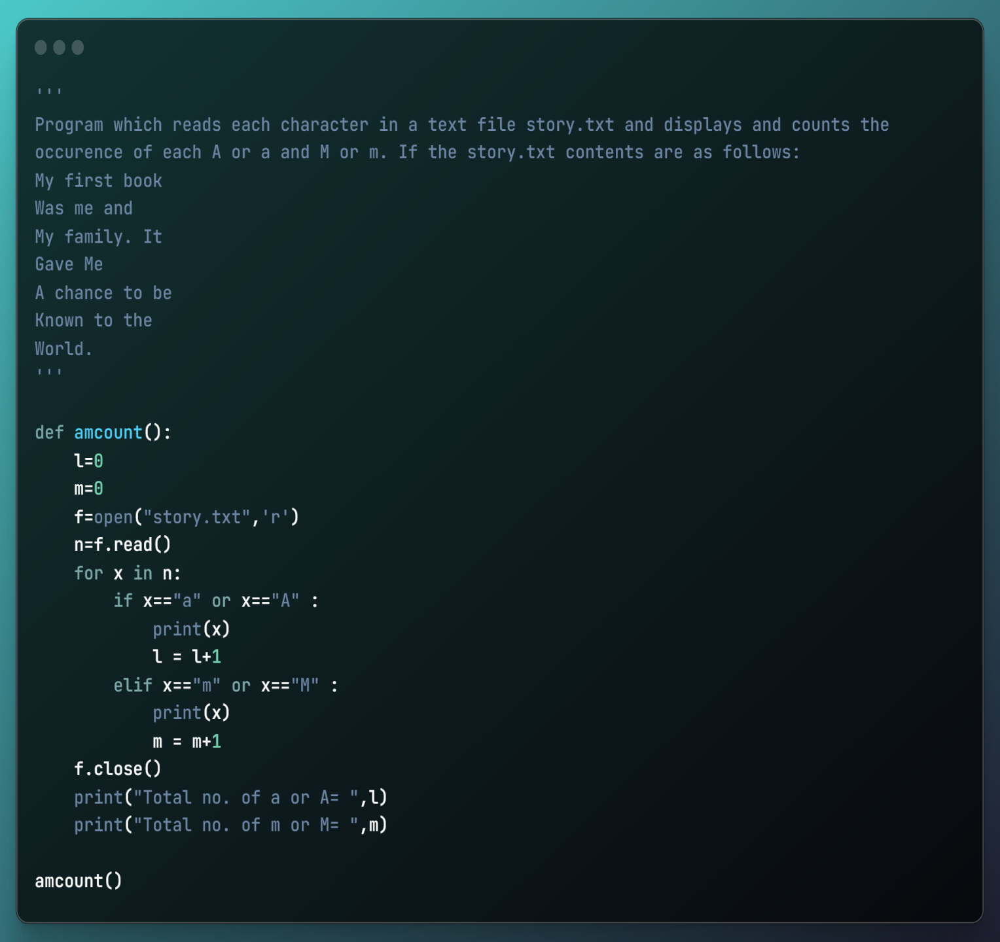 '''
Program which reads each character in a text file story.txt and displays and counts the
occurence of each A or a and M or m. If the story.txt contents are as follows:
My first book
Was me and
My family. It
Gave Me
A chance to be
Known to the
World.
'''

def amcount():
    l=0
    m=0
    f=open("story.txt",'r')
    n=f.read()
    for x in n:
        if x=="a" or x=="A" :
            print(x)
            l = l+1
        elif x=="m" or x=="M" :
            print(x)
            m = m+1
    f.close()
    print("Total no. of a or A= ",l)
    print("Total no. of m or M= ",m)

amcount()